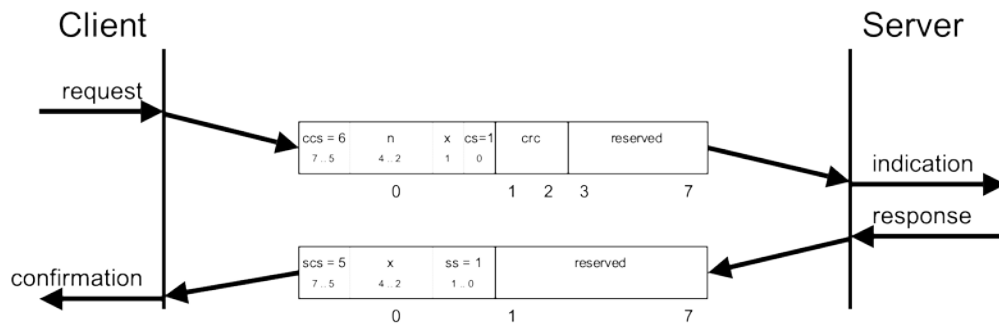 Client Server
request
ccs = 6 n x cs=1 crc reserved
7 .. 5 4 .. 2 1 0
indication
0 1 2 3 7
response
scs = 5 x ss = 1 reserved
confirmation
7 .. 5 4 .. 2 1 .. 0
0 1 7